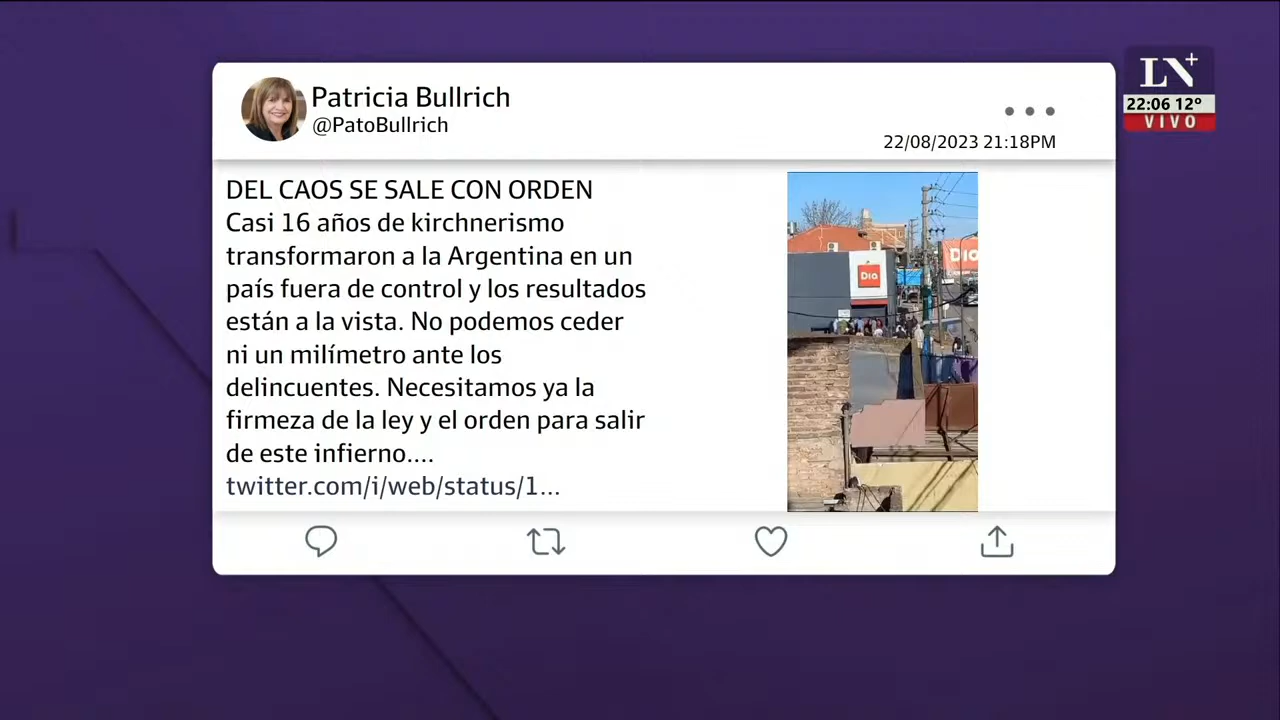 Patricia Bullrich
@PatoBullrich
22/08/2023 21:18PM
LN+
22:06 12°
VIVO
DEL CAOS SE SALE CON ORDEN
Casi 16 años de kirchnerismo
transformaron a la Argentina en un
país fuera de control y los resultados
están a la vista. No podemos ceder
ni un milímetro ante los
delincuentes. Necesitamos ya la
firmeza de la ley y el orden para salir
de este infierno....
twitter.com/i/web/status/1...
Dia
Dia